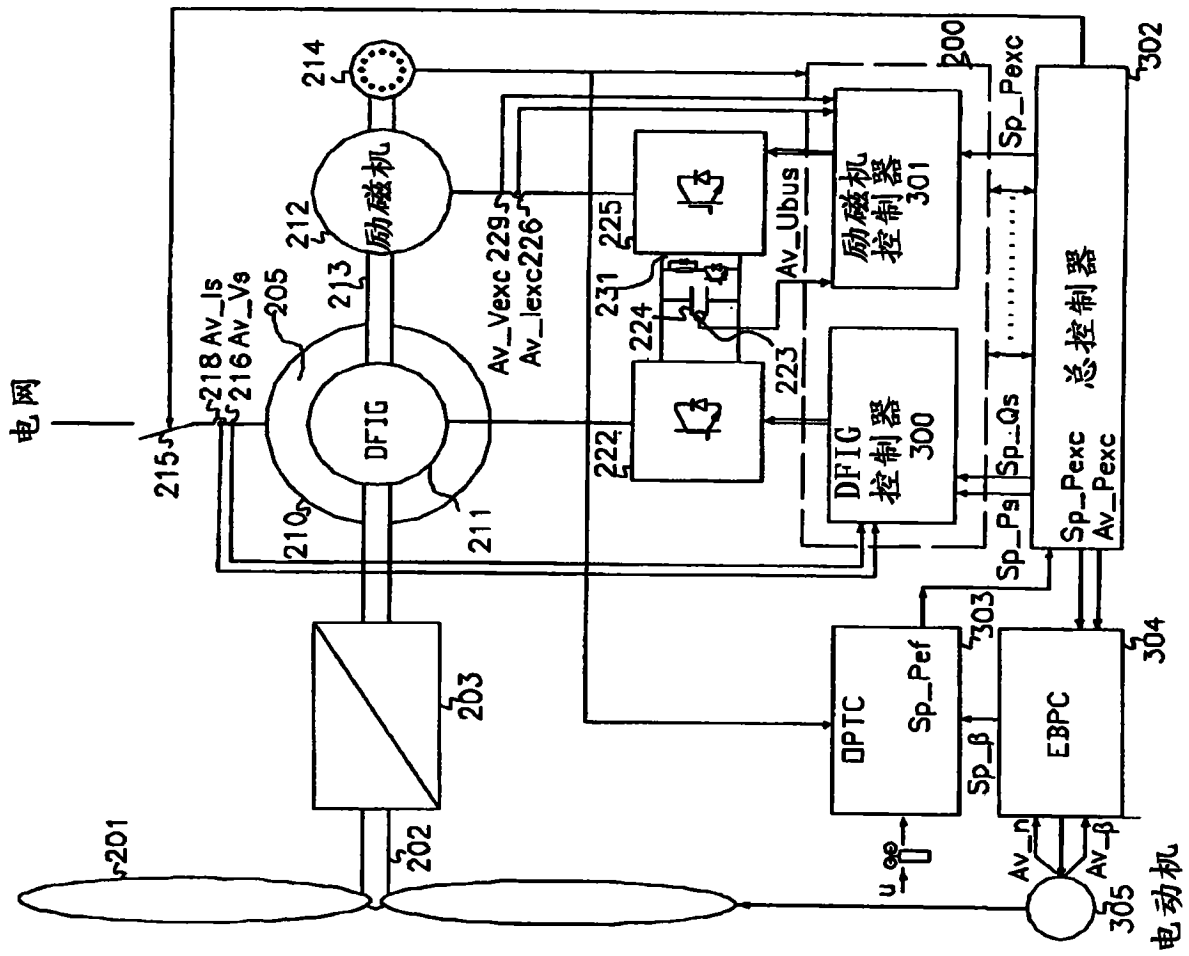 电网
215
218 Av_Is
216 Av_Vs
205
210
DFIG
211
213
212
励磁机
214
201
202
203
Av_Vexc 229
Av_Iexc 226
222
225
231
224
223
Av_Ubus
200
DFIG
控制器
300
励磁机
控制器
301
Sp_Ps
Sp_Qs
Sp_Pexc
302
总控制器
Sp_Pexc
Av_Pexc
OPTC
Sp_Pef
303
Sp_β
EBPC
304
u
Av_n
Av_β
305
电动机